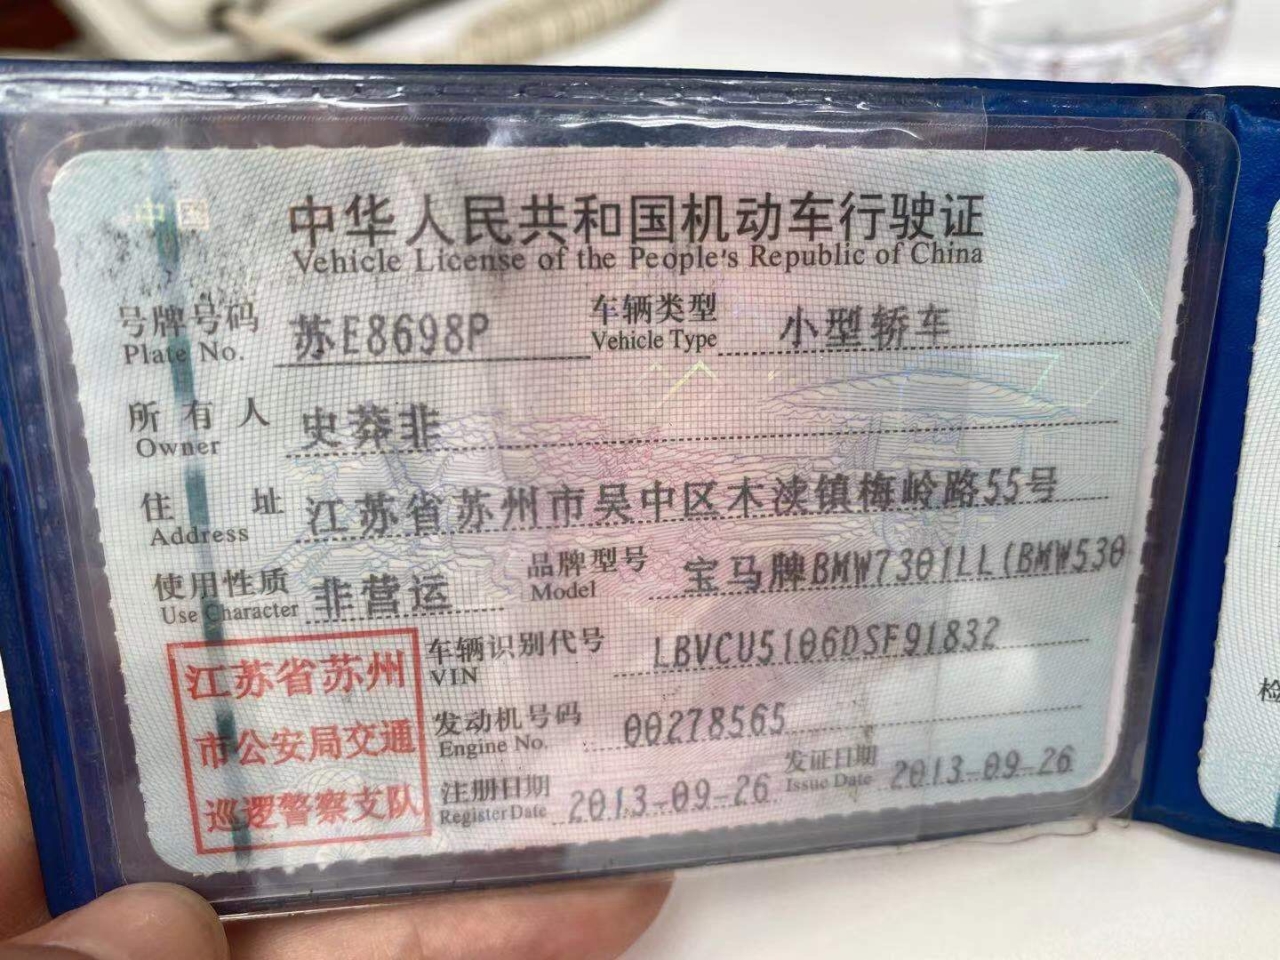 中国
中华人民共和国机动车行驶证
Vehicle License of the People's Republic of China
号牌号码 苏E8698P 车辆类型 小型轿车
Plate No. Vehicle Type
所有人 史莽非
Owner
住址 江苏省苏州市吴中区木渎镇梅岭路55号
Address
使用性质 非营运 品牌型号 宝马牌BMW7301LL(BMW530
Use Character Model
车辆识别代号 LBVCU5106DSF91832
VIN
发动机号码 00278565
Engine No.
注册日期 2013-09-26 发证日期 2013-09-26
Register Date Issue Date
江苏省苏州
市公安局交通
巡逻警察支队
检